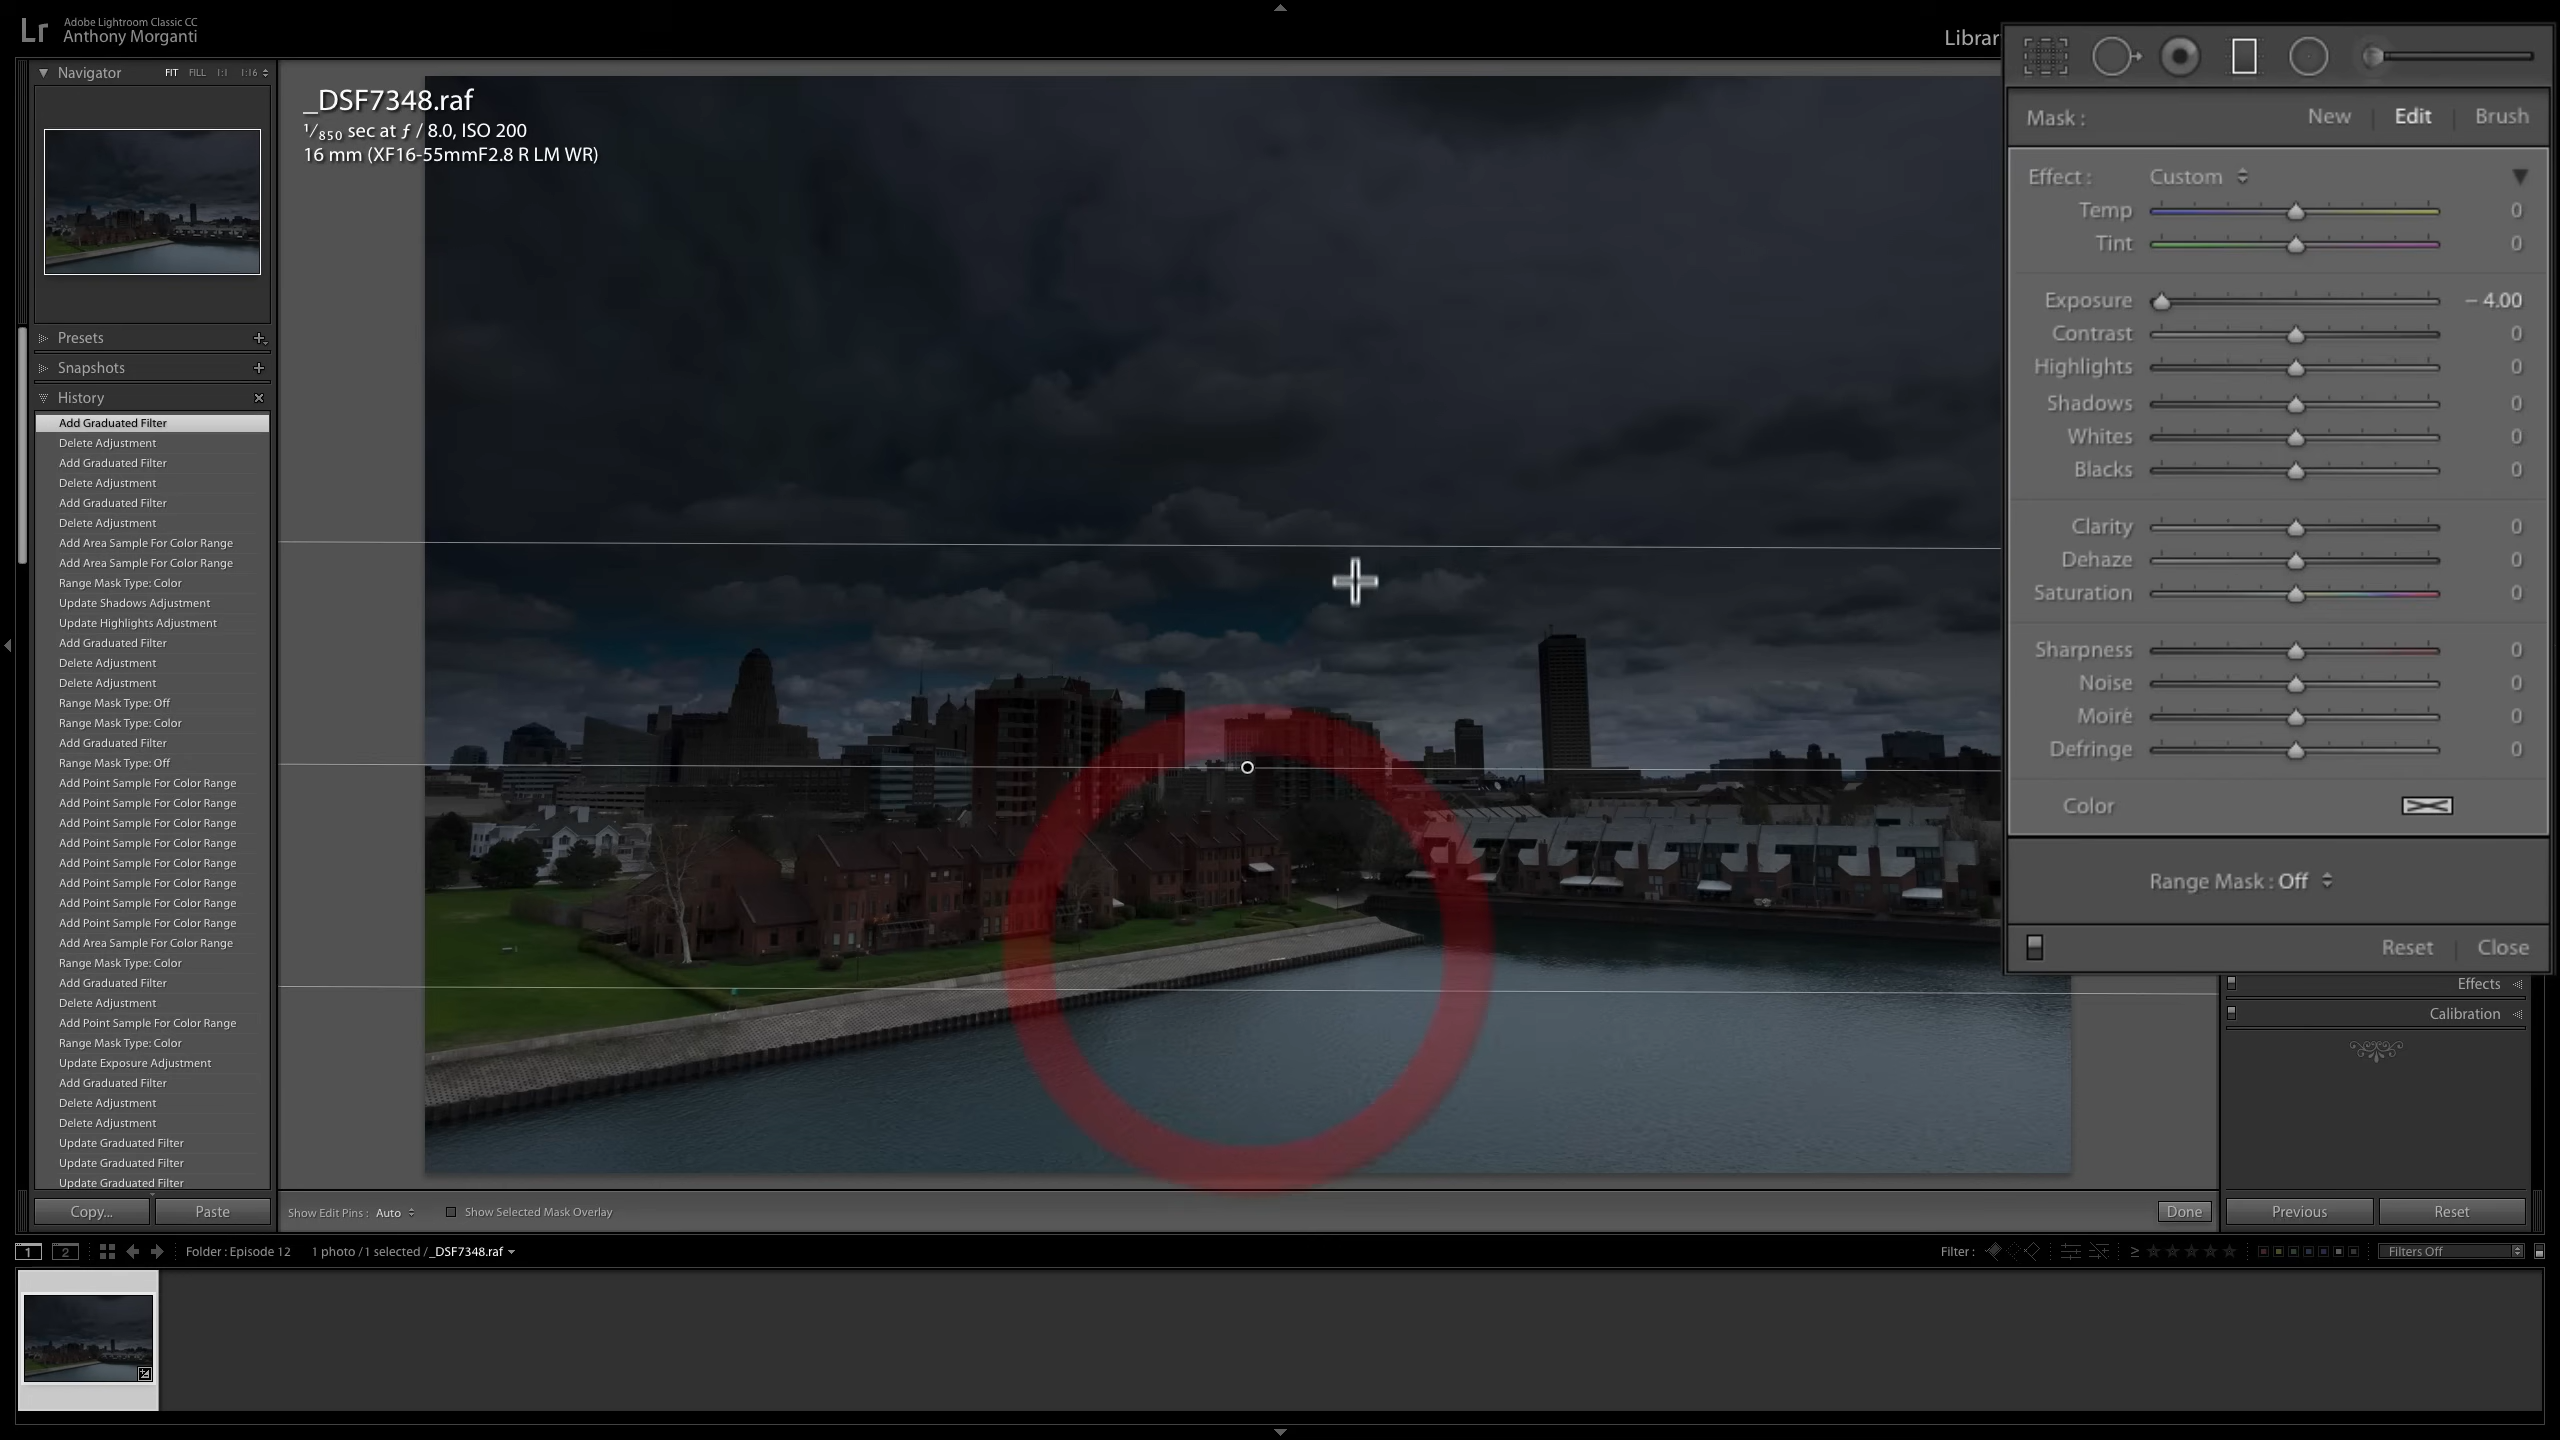 Lr Adobe Lightroom Classic CC
Anthony Morganti
Librar
Navigator FIT FILL 1:1 1:16
_DSF7348.raf
1/850 sec at ƒ / 8.0, ISO 200
16 mm (XF16-55mmF2.8 R LM WR)
Presets
Snapshots
History
Add Graduated Filter
Delete Adjustment
Add Graduated Filter
Delete Adjustment
Add Graduated Filter
Delete Adjustment
Add Area Sample For Color Range
Add Area Sample For Color Range
Range Mask Type: Color
Update Shadows Adjustment
Update Highlights Adjustment
Add Graduated Filter
Delete Adjustment
Delete Adjustment
Range Mask Type: Off
Range Mask Type: Color
Add Graduated Filter
Range Mask Type: Off
Add Point Sample For Color Range
Add Point Sample For Color Range
Add Point Sample For Color Range
Add Point Sample For Color Range
Add Point Sample For Color Range
Add Point Sample For Color Range
Add Point Sample For Color Range
Add Point Sample For Color Range
Add Area Sample For Color Range
Range Mask Type: Color
Add Graduated Filter
Delete Adjustment
Add Point Sample For Color Range
Range Mask Type: Color
Update Exposure Adjustment
Add Graduated Filter
Delete Adjustment
Delete Adjustment
Update Graduated Filter
Update Graduated Filter
Update Graduated Filter
Copy... Paste
Mask : New Edit Brush
Effect : Custom
Temp 0
Tint 0
Exposure – 4.00
Contrast 0
Highlights 0
Shadows 0
Whites 0
Blacks 0
Clarity 0
Dehaze 0
Saturation 0
Sharpness 0
Noise 0
Moiré 0
Defringe 0
Color
Range Mask : Off
Reset Close
Effects
Calibration
Show Edit Pins : Auto Show Selected Mask Overlay Done
Previous Reset
1 2 Folder : Episode 12 1 photo / 1 selected / _DSF7348.raf Filter : ≥ Filters Off